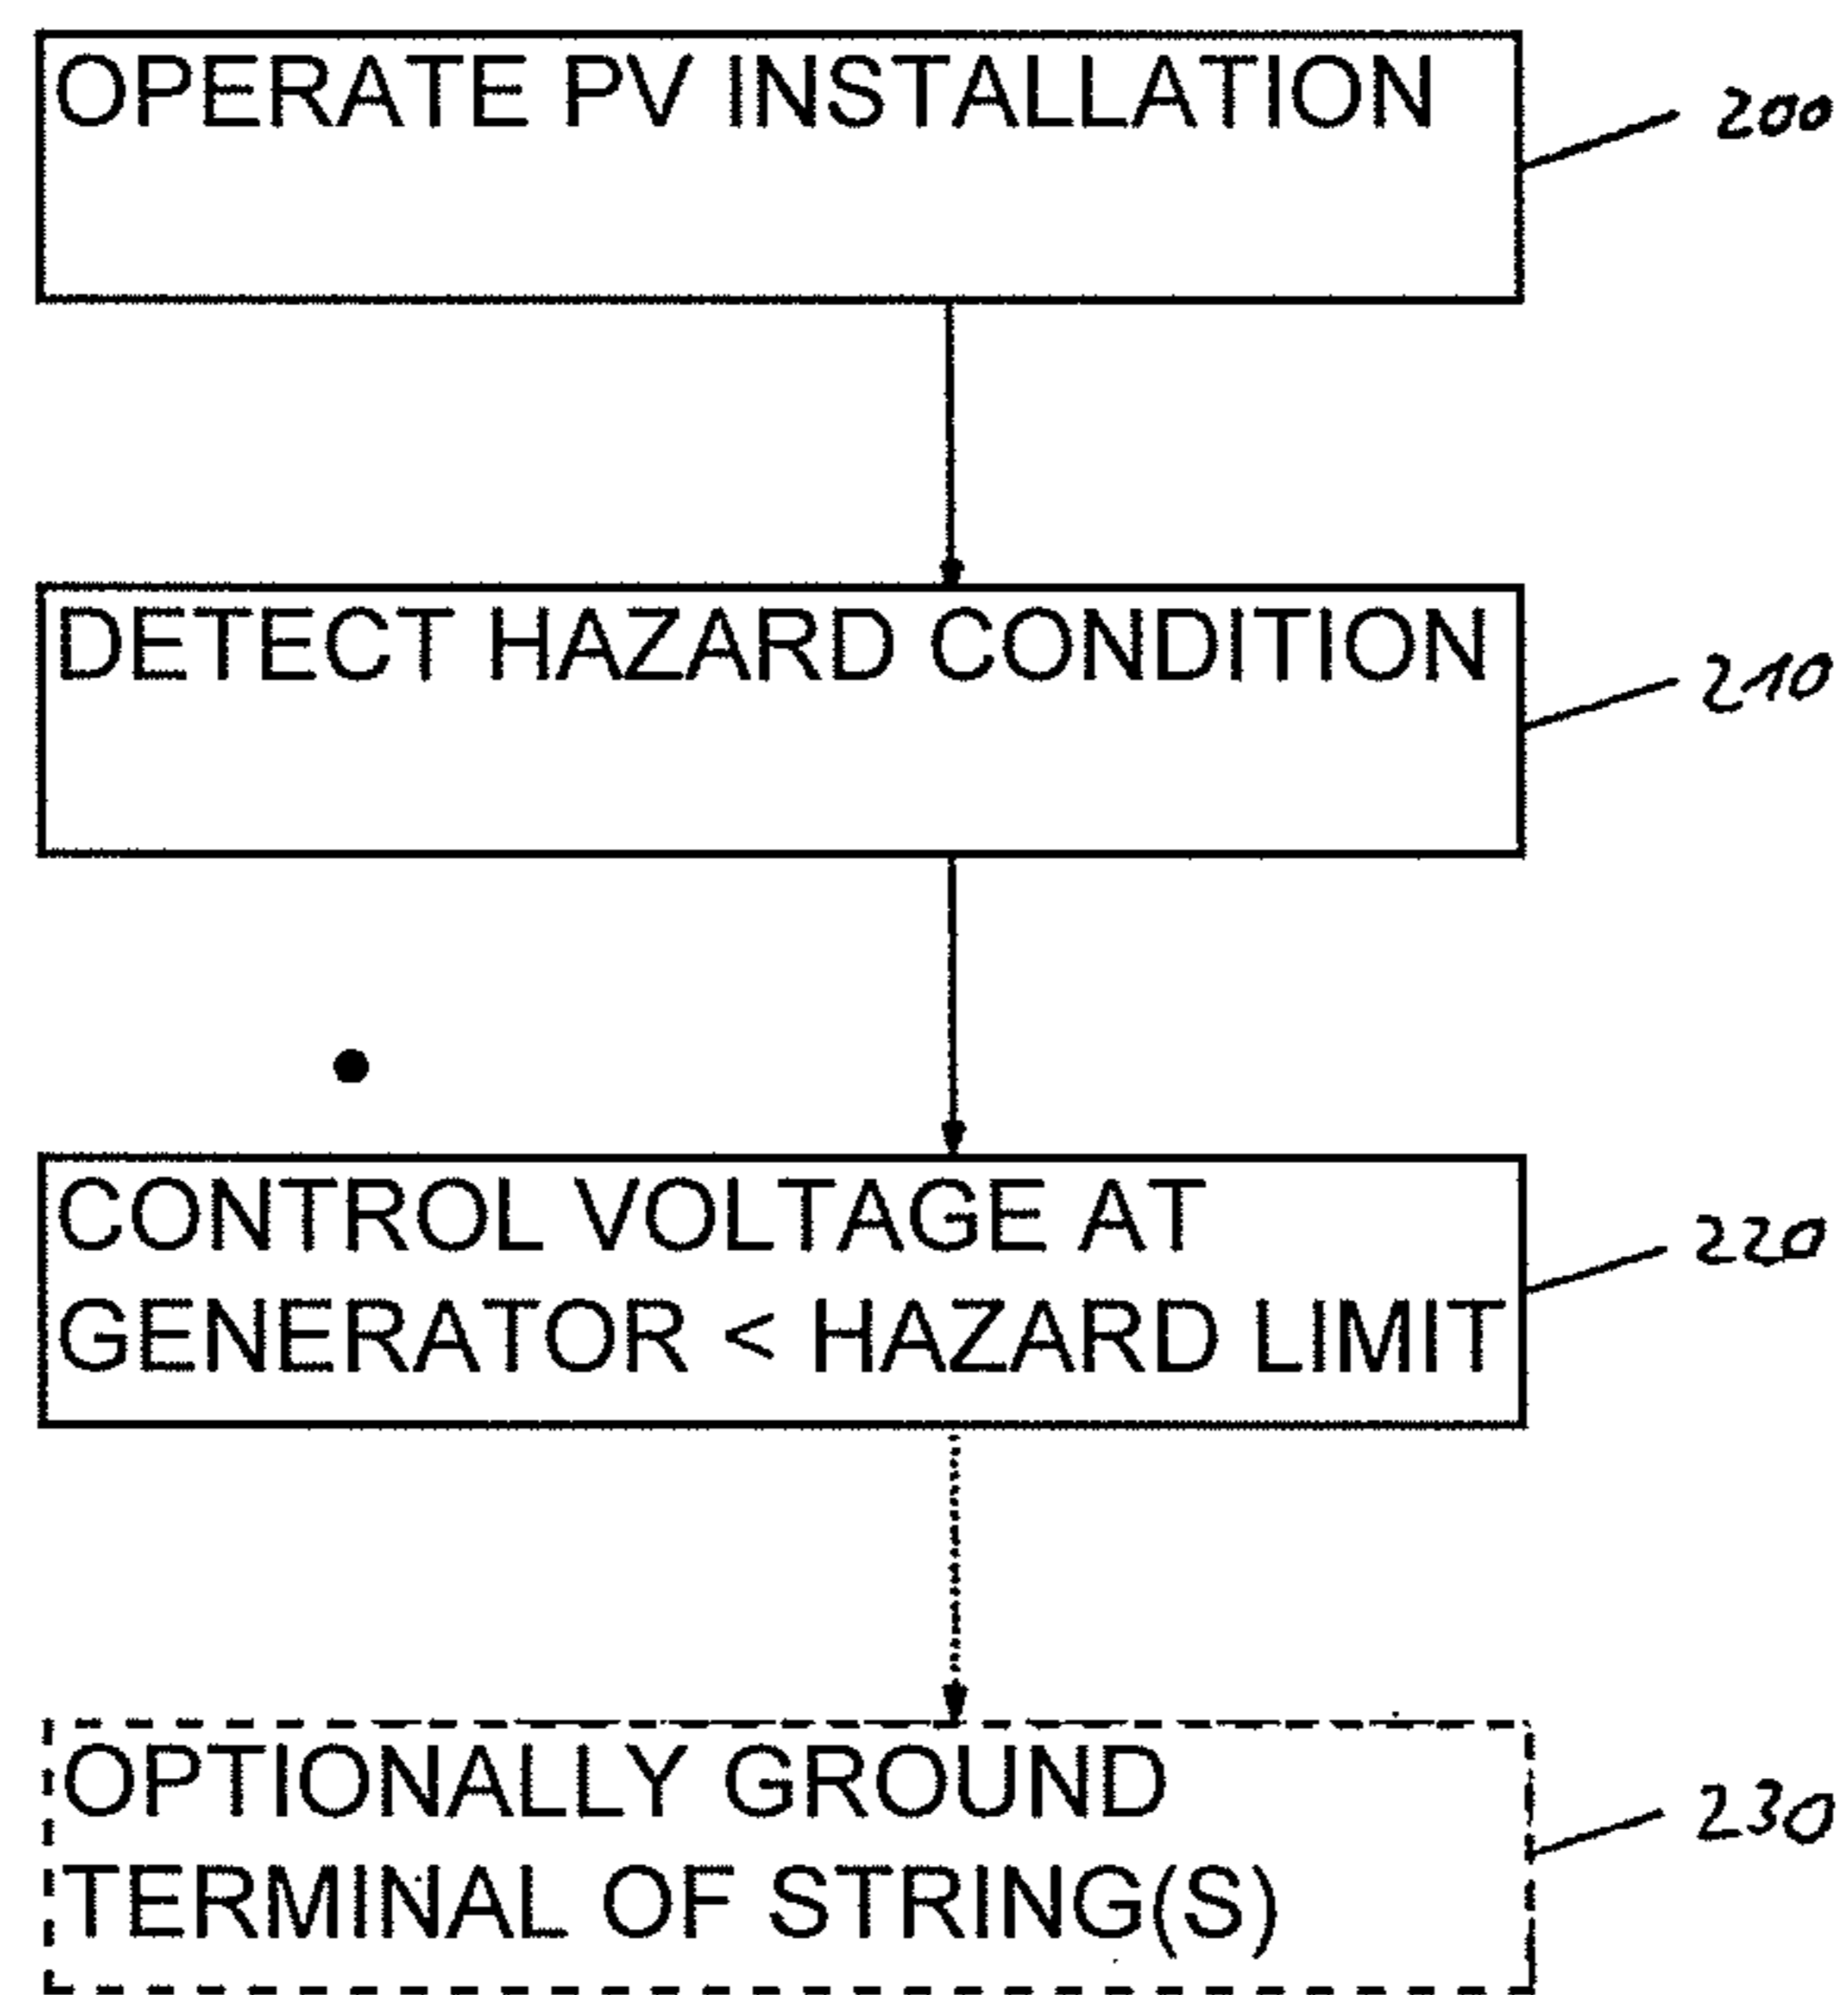 OPERATE PV INSTALLATION
200
DETECT HAZARD CONDITION
210
CONTROL VOLTAGE AT
GENERATOR < HAZARD LIMIT
220
OPTIONALLY GROUND
TERMINAL OF STRING(S)
230